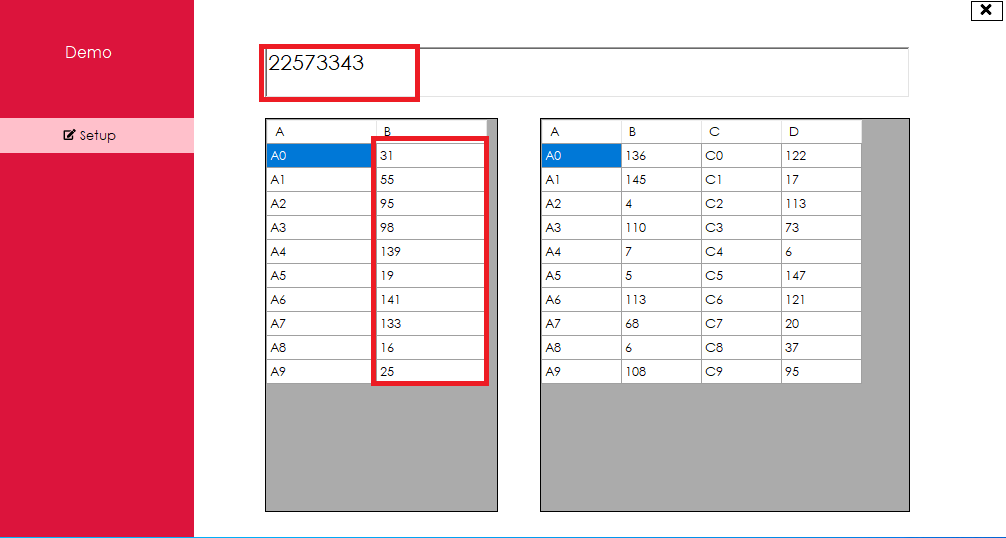 Demo
22573343
Setup
A B
A0 31
A1 55
A2 95
A3 98
A4 139
A5 19
A6 141
A7 133
A8 16
A9 25
A B C D
A0 136 C0 122
A1 145 C1 17
A2 4 C2 113
A3 110 C3 73
A4 7 C4 6
A5 5 C5 147
A6 113 C6 121
A7 68 C7 20
A8 6 C8 37
A9 108 C9 95